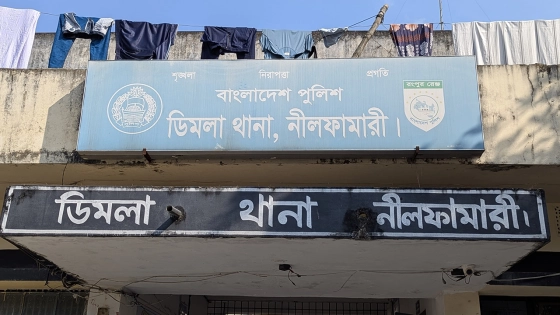 শৃঙ্খলা নিরাপত্তা প্রগতি
বাংলাদেশ পুলিশ
রংপুর রেঞ্জ
ডিমলা থানা, নীলফামারী।
ডিমলা থানা নীলফামারী।